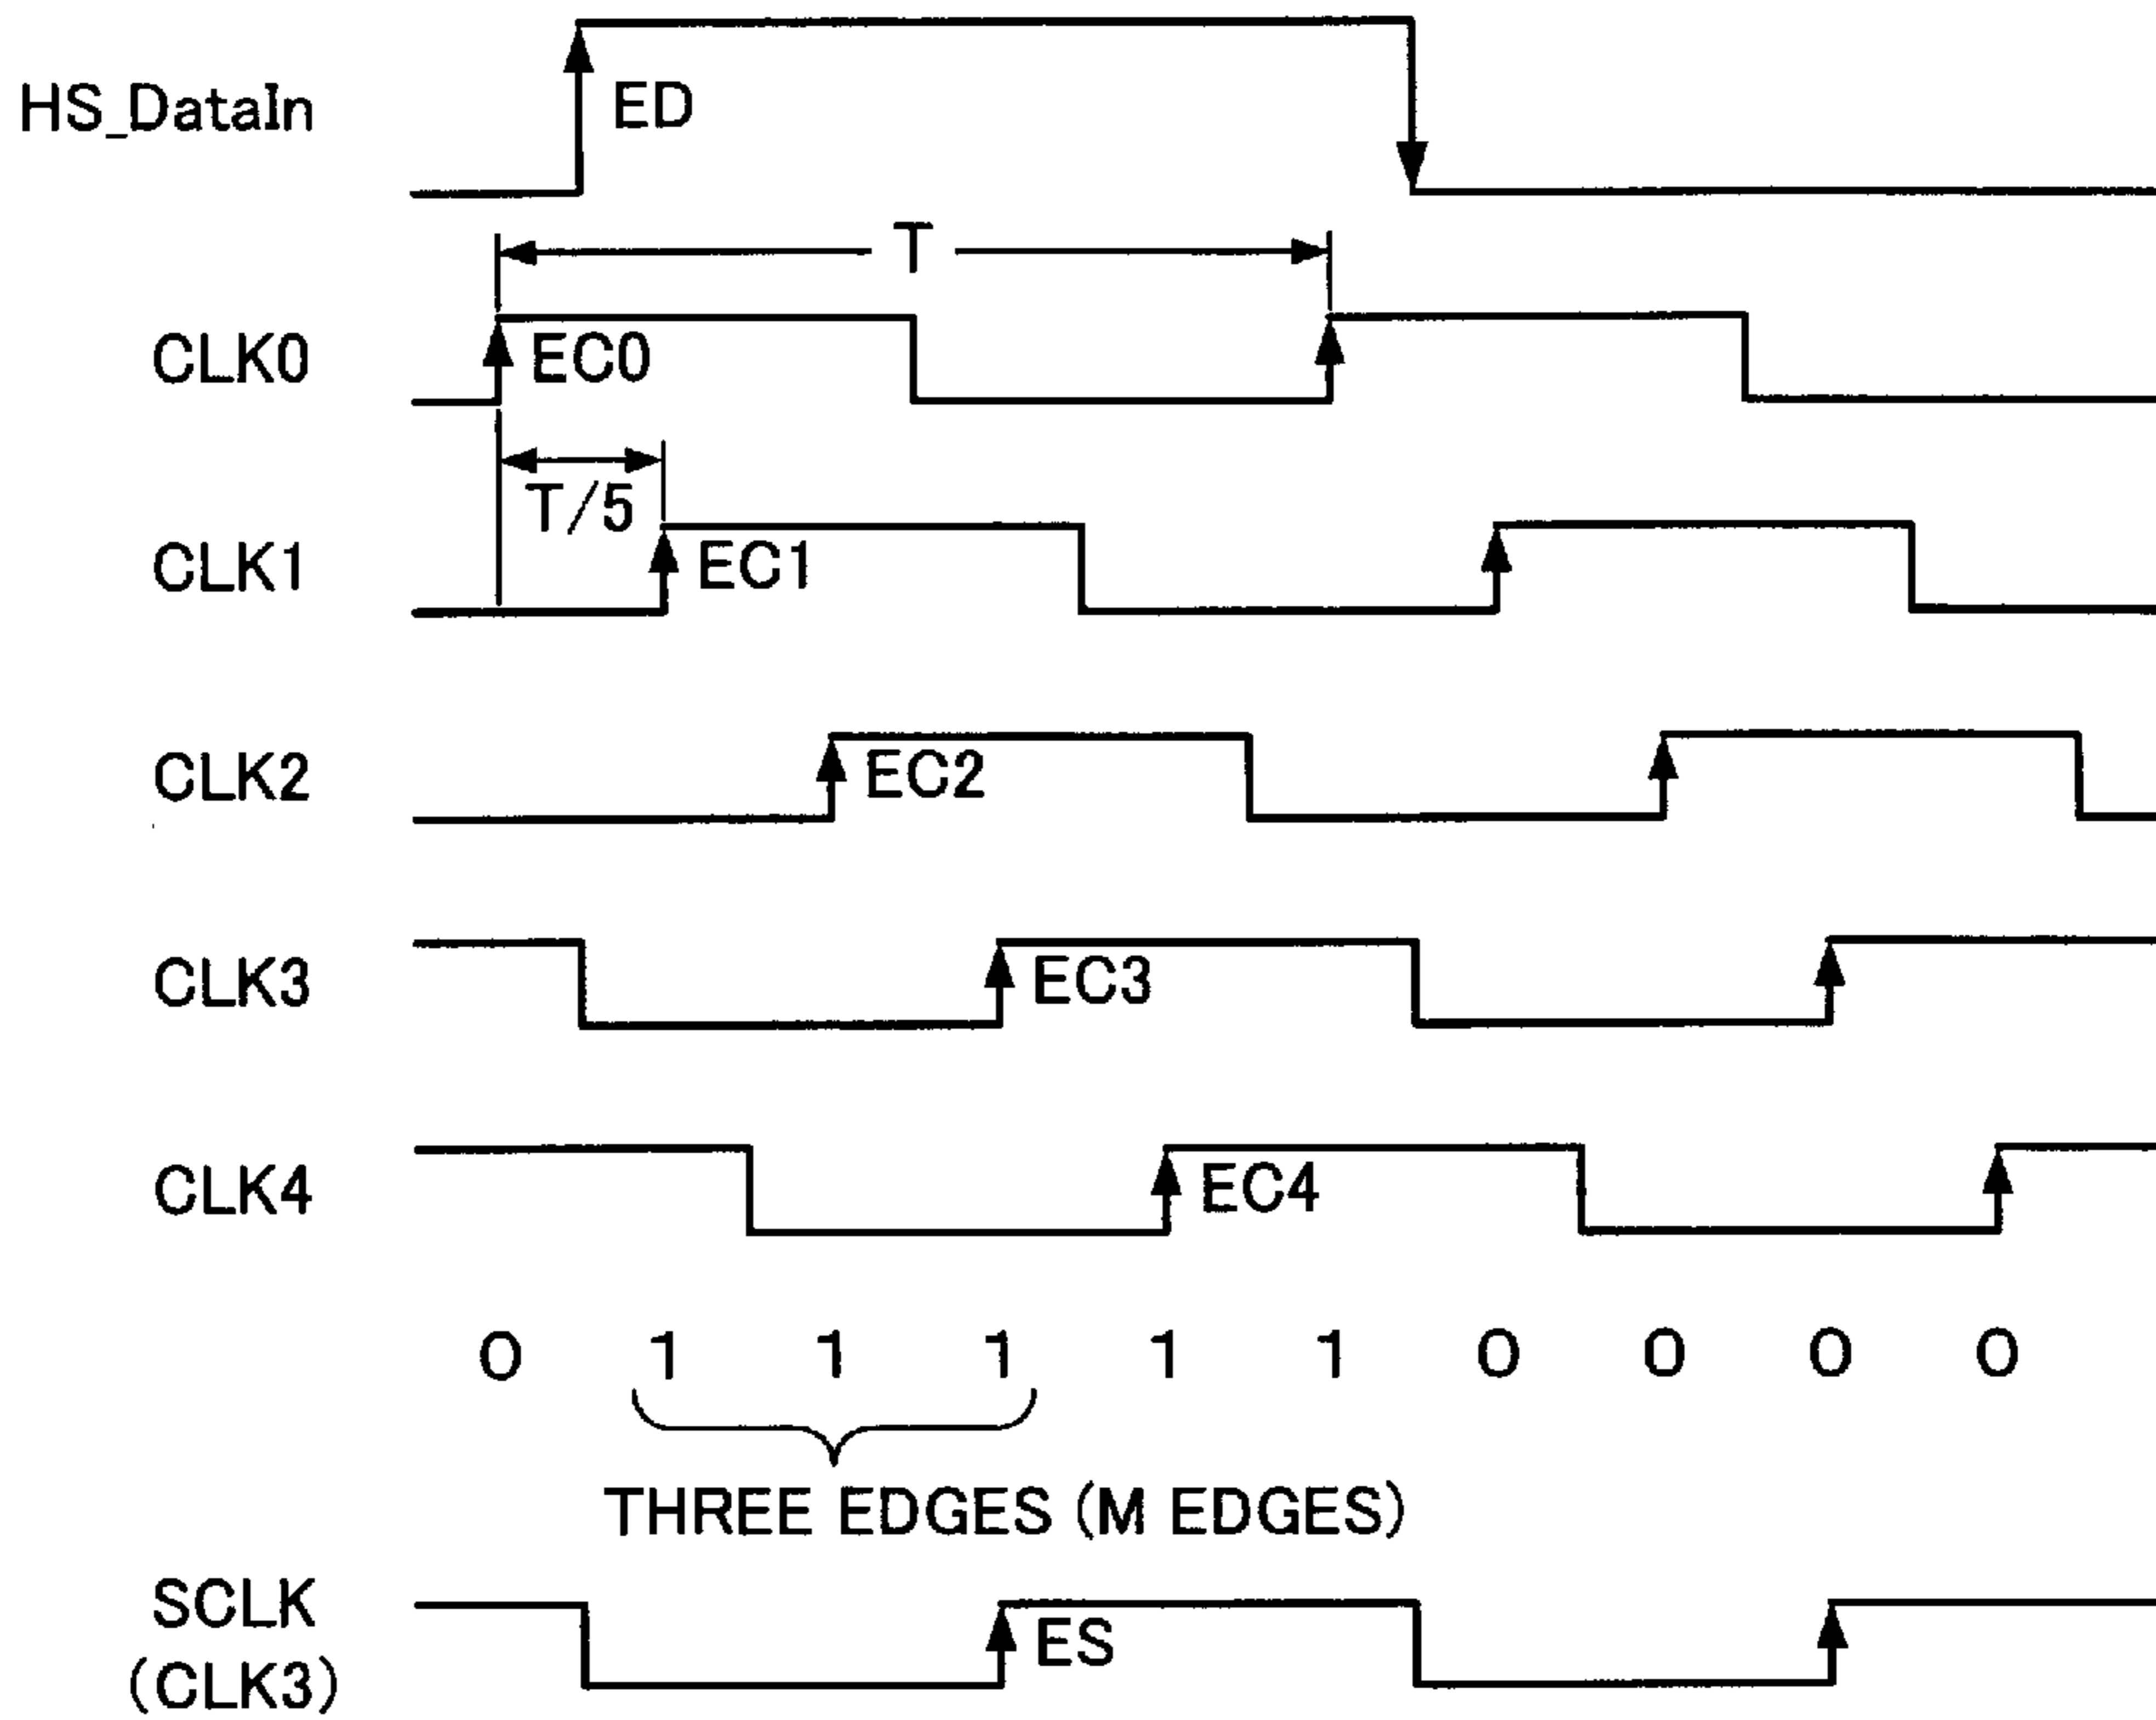 HS_DataIn
ED
T
CLK0
EC0
T/5
CLK1
EC1
CLK2
EC2
CLK3
EC3
CLK4
EC4
0 1 1 1 1 1 0 0 0 0
THREE EDGES (M EDGES)
SCLK
(CLK3)
ES